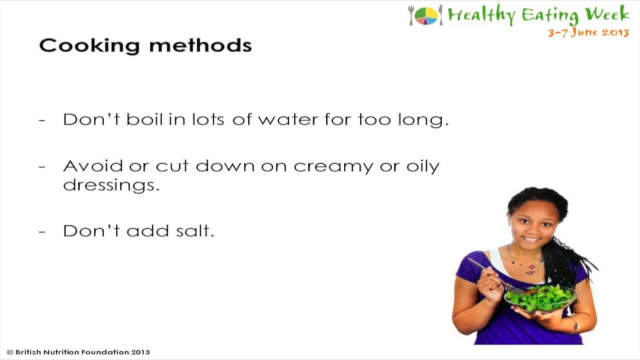 Healthy Eating Week
3-7 June 2013
Cooking methods
- Don't boil in lots of water for too long.
- Avoid or cut down on creamy or oily
dressings.
- Don't add salt.
© British Nutrition Foundation 2013